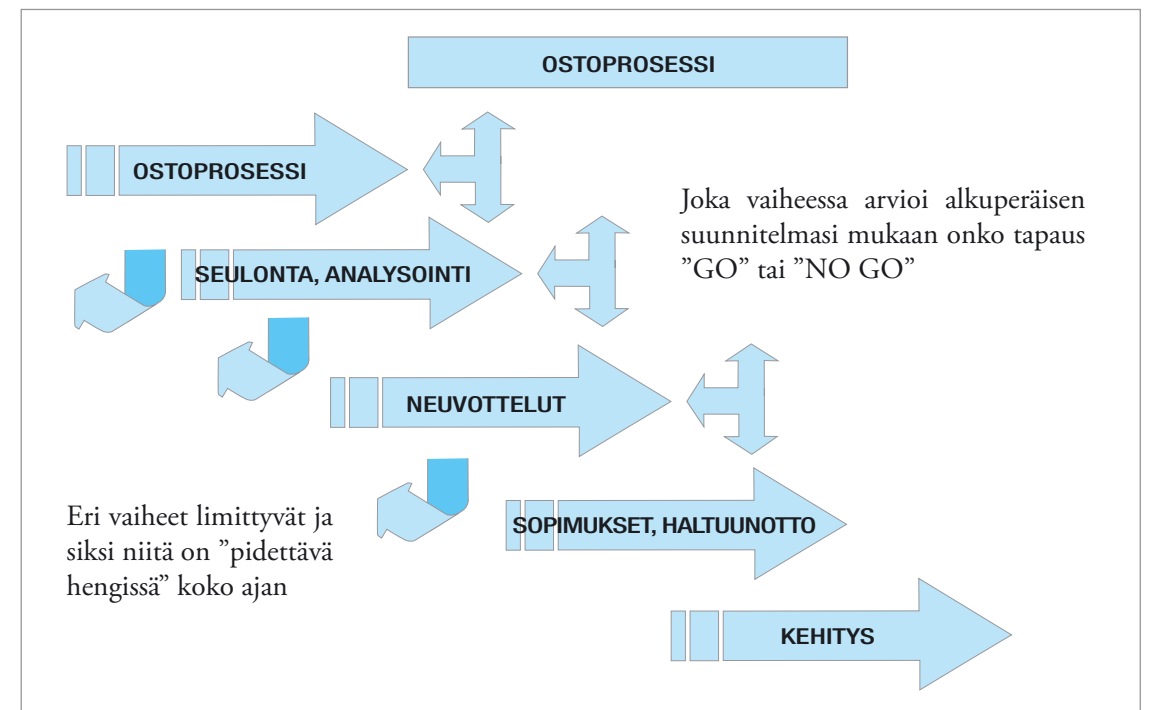 OSTOPROSESSI
OSTOPROSESSI
Joka vaiheessa arvioi alkuperäisen
suunnitelmasi mukaan onko tapaus
”GO” tai ”NO GO”
SEULONTA, ANALYSOINTI
NEUVOTTELUT
Eri vaiheet limittyvät ja
siksi niitä on ”pidettävä
hengissä” koko ajan
SOPIMUKSET, HALTUUNOTTO
KEHITYS